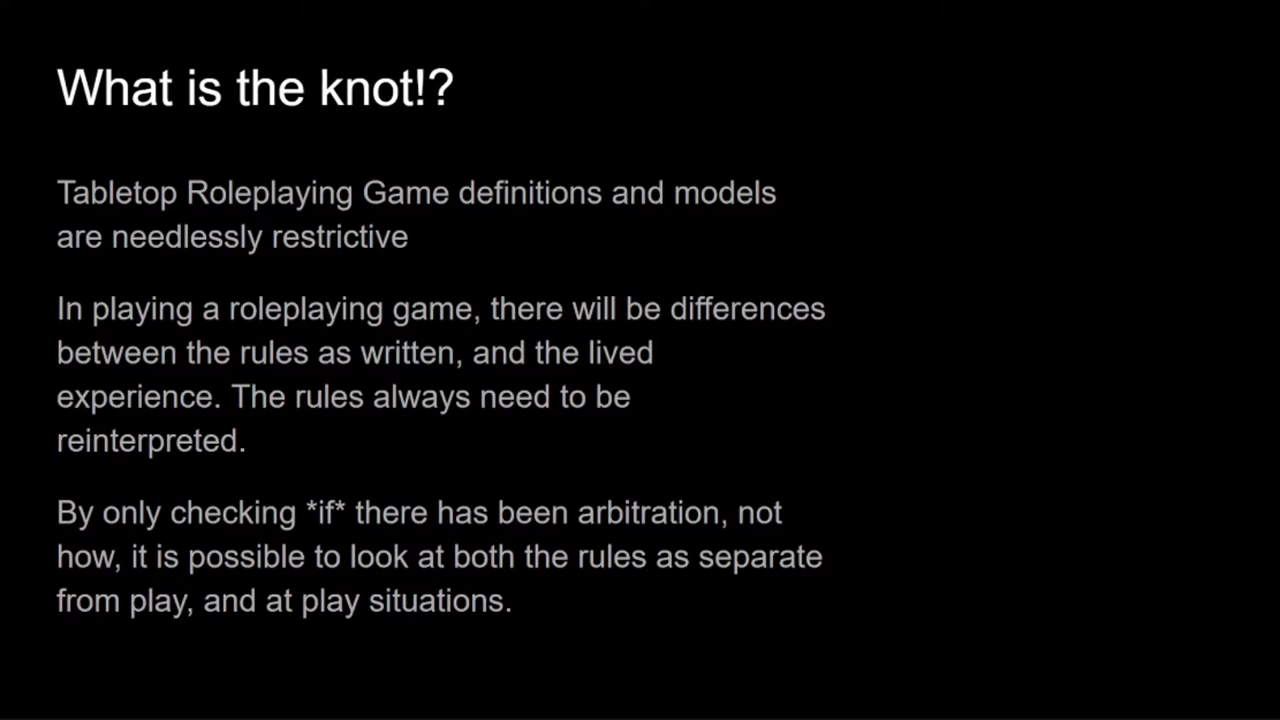 What is the knot!?
Tabletop Roleplaying Game definitions and models
are needlessly restrictive
In playing a roleplaying game, there will be differences
between the rules as written, and the lived
experience. The rules always need to be
reinterpreted.
By only checking *if* there has been arbitration, not
how, it is possible to look at both the rules as separate
from play, and at play situations.